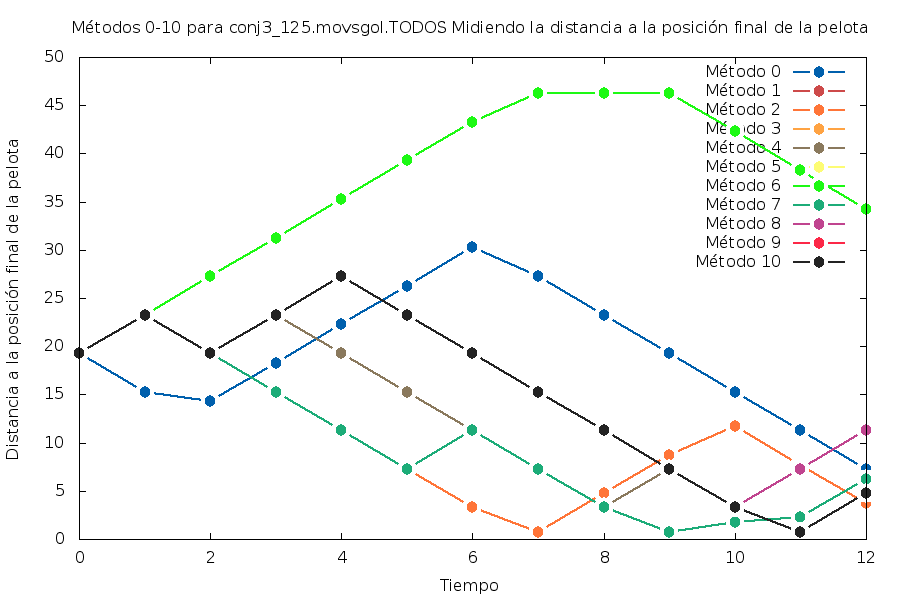 Métodos 0-10 para conj3_125.movsgol.TODOS Midiendo la distancia a la posición final de la pelota
Distancia a la posición final de la pelota
50
45
40
35
30
25
20
15
10
5
0
Método 0
Método 1
Método 2
Método 3
Método 4
Método 5
Método 6
Método 7
Método 8
Método 9
Método 10
0 2 4 6 8 10 12
Tiempo